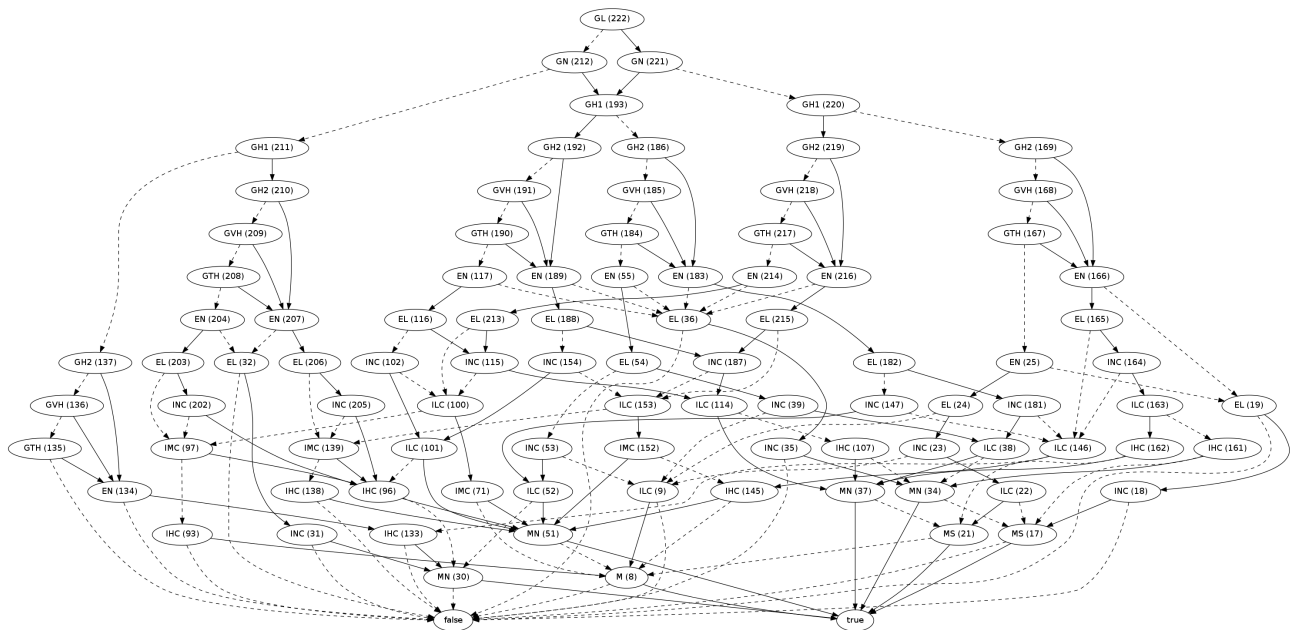 GL (222)
GN (212) GN (221)
GH1 (193) GH1 (220)
GH1 (211) GH2 (192) GH2 (186) GH2 (219) GH2 (169)
GH2 (210) GVH (191) GVH (185) GVH (218) GVH (168)
GVH (209) GTH (190) GTH (184) GTH (217) GTH (167)
GTH (208) EN (117) EN (189) EN (55) EN (183) EN (214) EN (216) EN (166)
EN (204) EN (207) EL (116) EL (213) EL (188) EL (36) EL (215) EL (165)
GH2 (137) EL (203) EL (32) EL (206) INC (102) INC (115) INC (154) EL (54) INC (187) EL (182) EN (25) INC (164)
GVH (136) INC (202) INC (205) ILC (100) ILC (153) ILC (114) INC (39) INC (147) EL (24) INC (181) ILC (163) EL (19)
GTH (135) IMC (97) IMC (139) ILC (101) INC (53) IMC (152) INC (35) IHC (107) INC (23) ILC (38) ILC (146) IHC (162) IHC (161)
EN (134) IHC (138) IHC (96) IMC (71) ILC (52) ILC (9) IHC (145) MN (37) MN (34) ILC (22) INC (18)
IHC (93) INC (31) IHC (133) MN (51) MS (21) MS (17)
MN (30) M (8)
false true